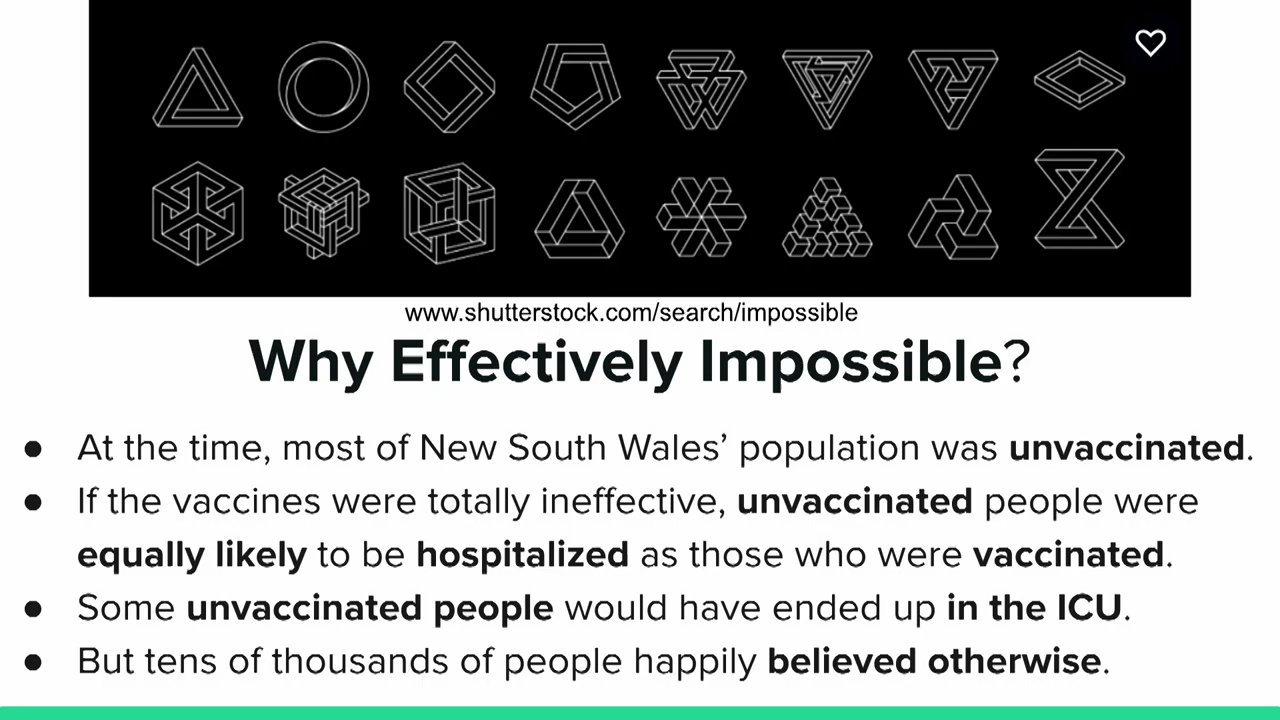 www.shutterstock.com/search/impossible
Why Effectively Impossible?
● At the time, most of New South Wales’ population was unvaccinated.
● If the vaccines were totally ineffective, unvaccinated people were
equally likely to be hospitalized as those who were vaccinated.
● Some unvaccinated people would have ended up in the ICU.
● But tens of thousands of people happily believed otherwise.